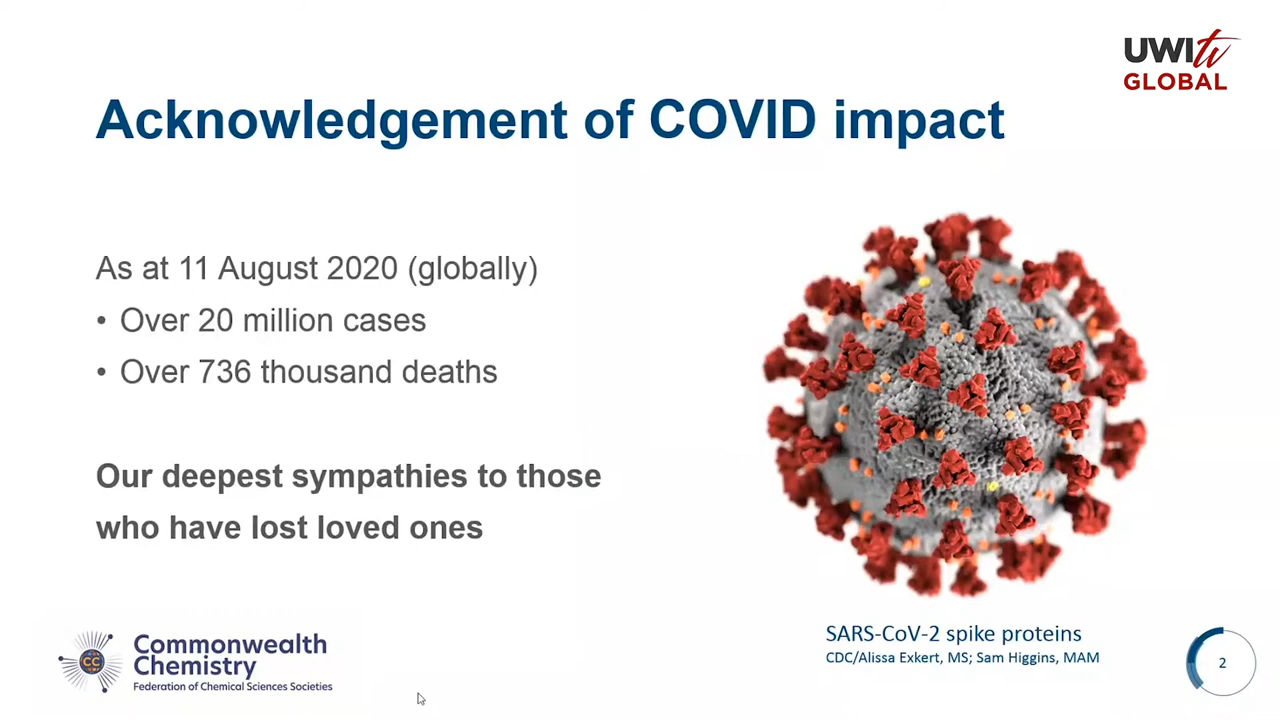 UWItv
GLOBAL
Acknowledgement of COVID impact
As at 11 August 2020 (globally)
• Over 20 million cases
• Over 736 thousand deaths
Our deepest sympathies to those
who have lost loved ones
SARS-CoV-2 spike proteins
CDC/Alissa Exkert, MS; Sam Higgins, MAM
CC
Commonwealth
Chemistry
Federation of Chemical Sciences Societies
2